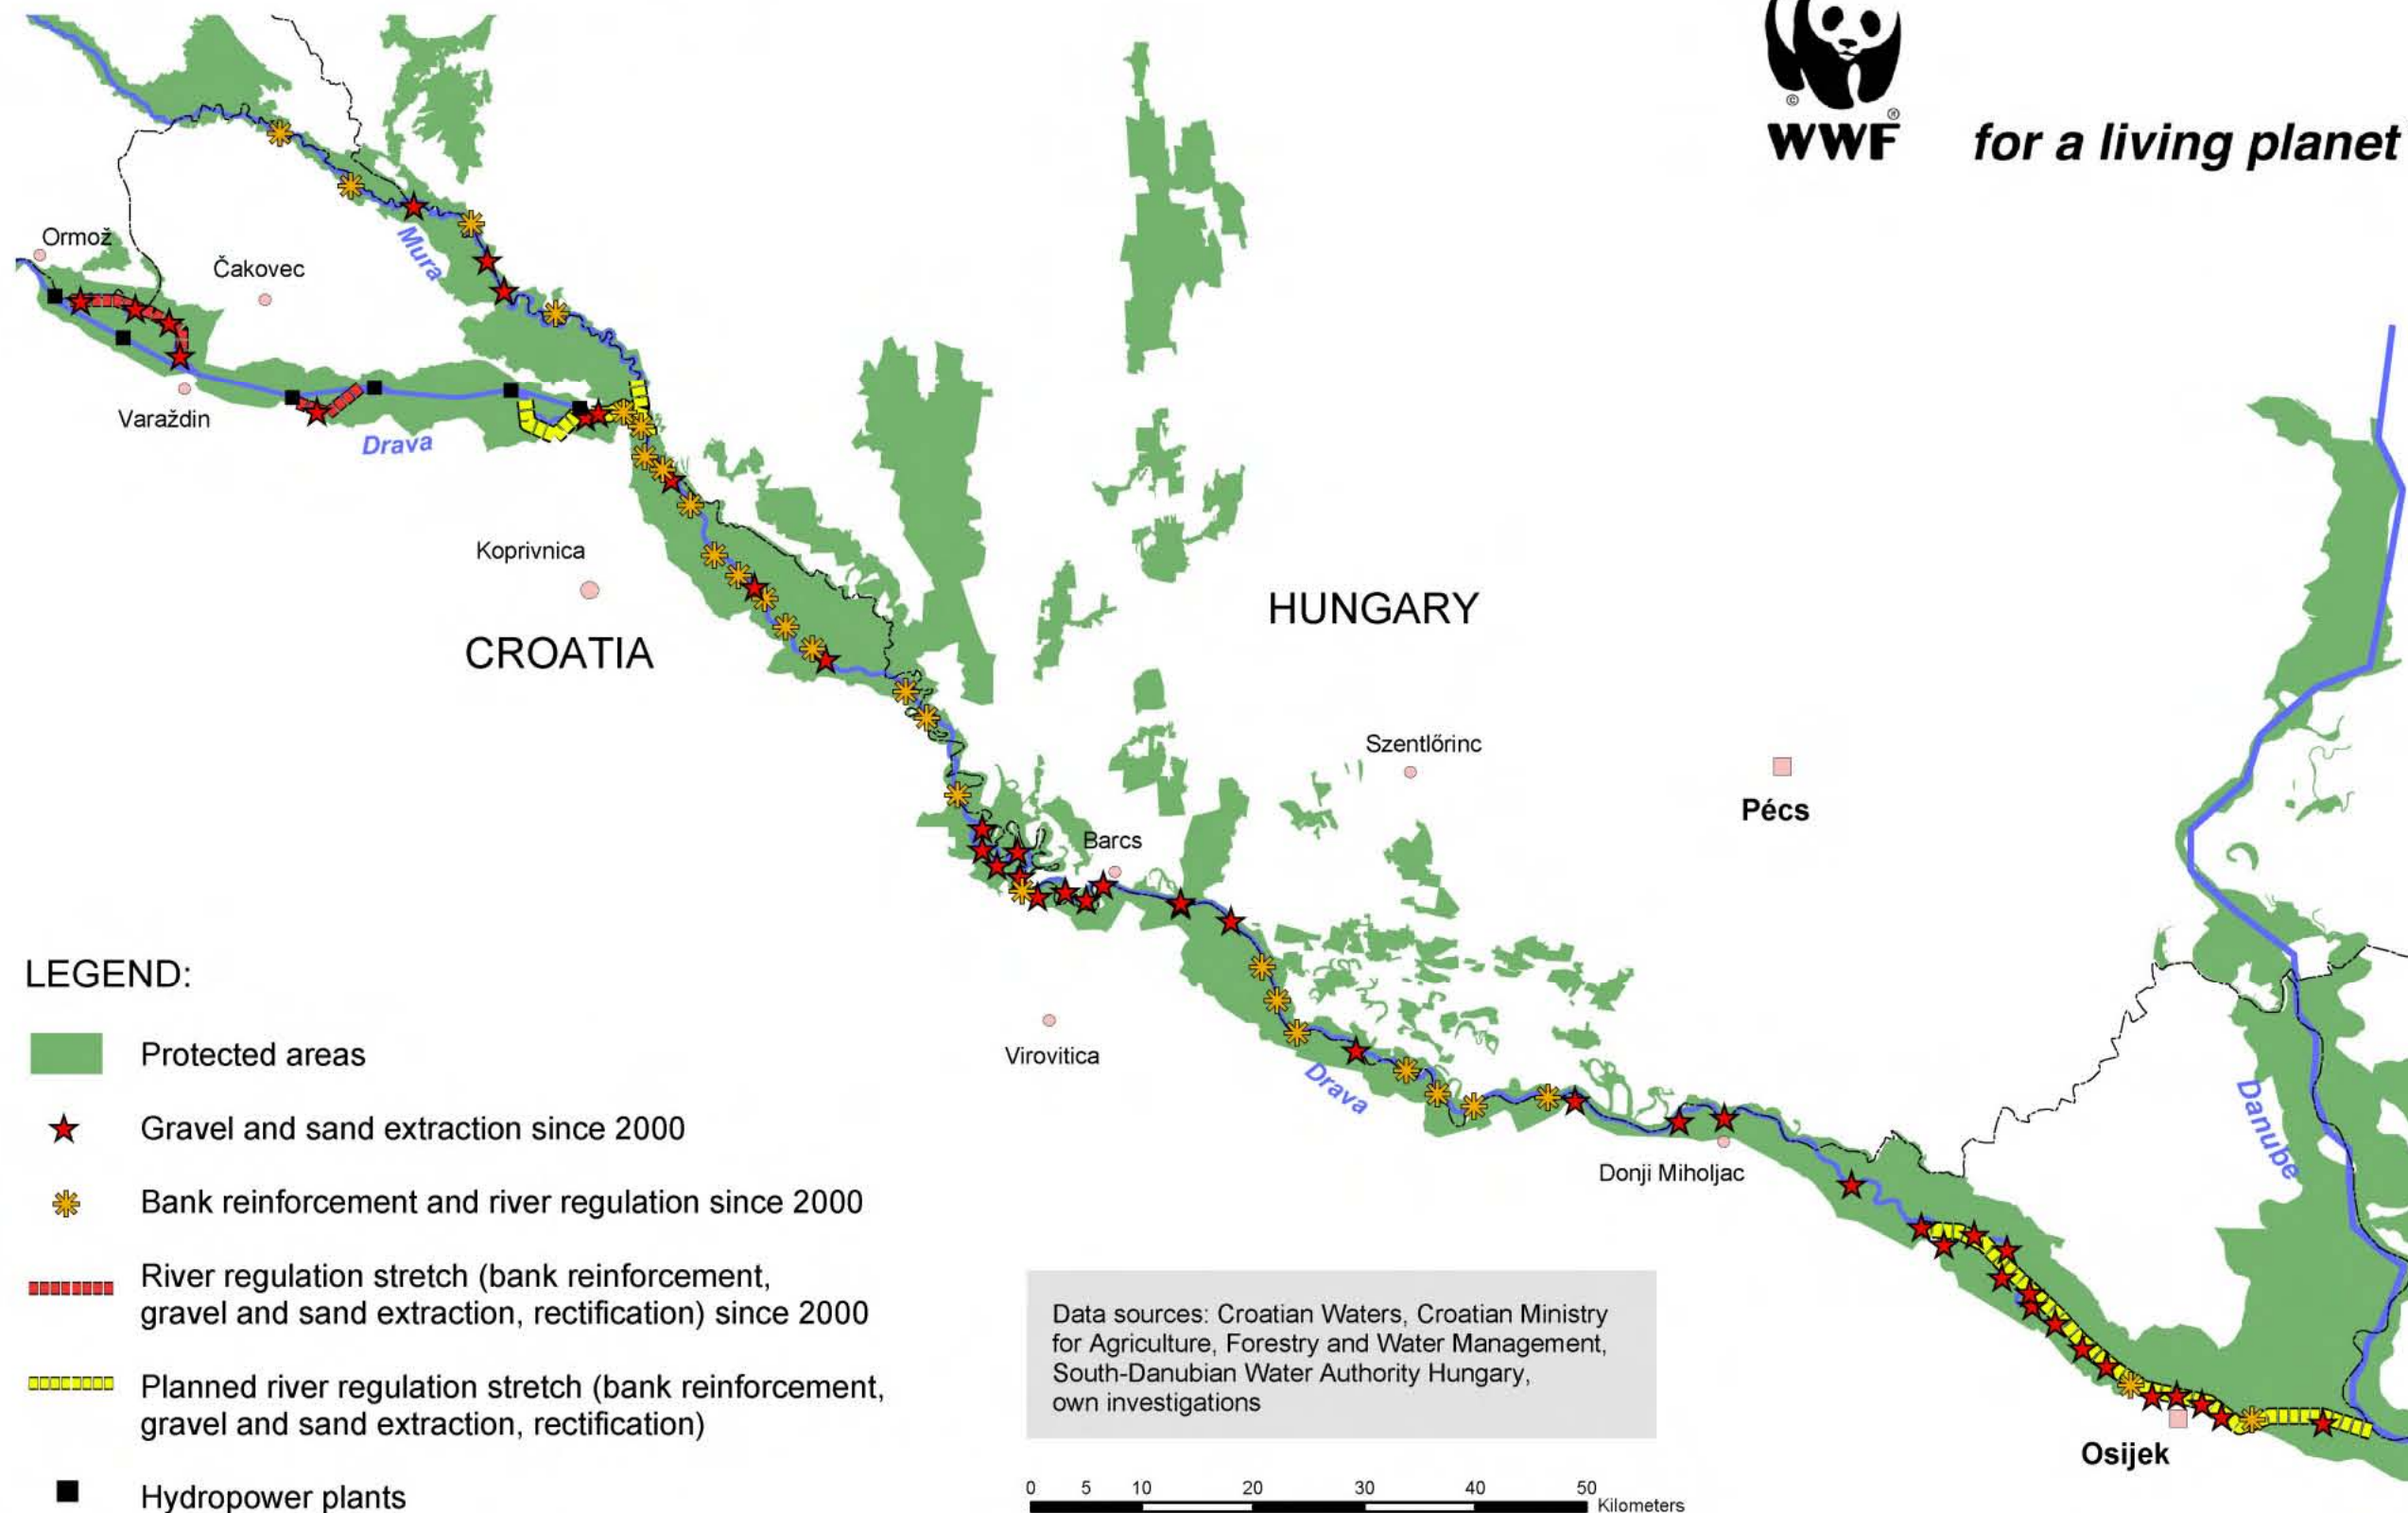 ©
®
WWF
for a living planet
Ormož
Čakovec
Mura
Varaždin
Drava
Koprivnica
CROATIA
HUNGARY
Szentlőrinc
Pécs
Barcs
Virovitica
Drava
Donji Miholjac
Danube
Osijek
LEGEND:
Protected areas
Gravel and sand extraction since 2000
Bank reinforcement and river regulation since 2000
River regulation stretch (bank reinforcement,
gravel and sand extraction, rectification) since 2000
Planned river regulation stretch (bank reinforcement,
gravel and sand extraction, rectification)
Hydropower plants
Data sources: Croatian Waters, Croatian Ministry
for Agriculture, Forestry and Water Management,
South-Danubian Water Authority Hungary,
own investigations
0 5 10 20 30 40 50
Kilometers